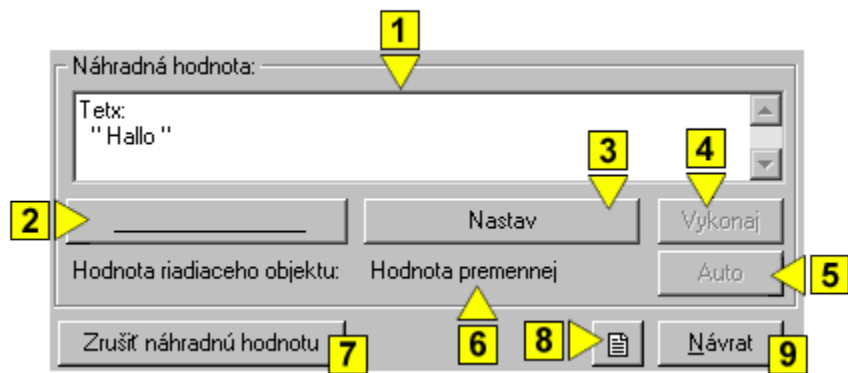 1
Náhradná hodnota:
Tetx:
" Hallo "
3
4
2
Nastav
Vykonaj
Hodnota riadiaceho objektu:
Hodnota premennej
Auto
5
6
Zrušiť náhradnú hodnotu
7
8
Návrat
9